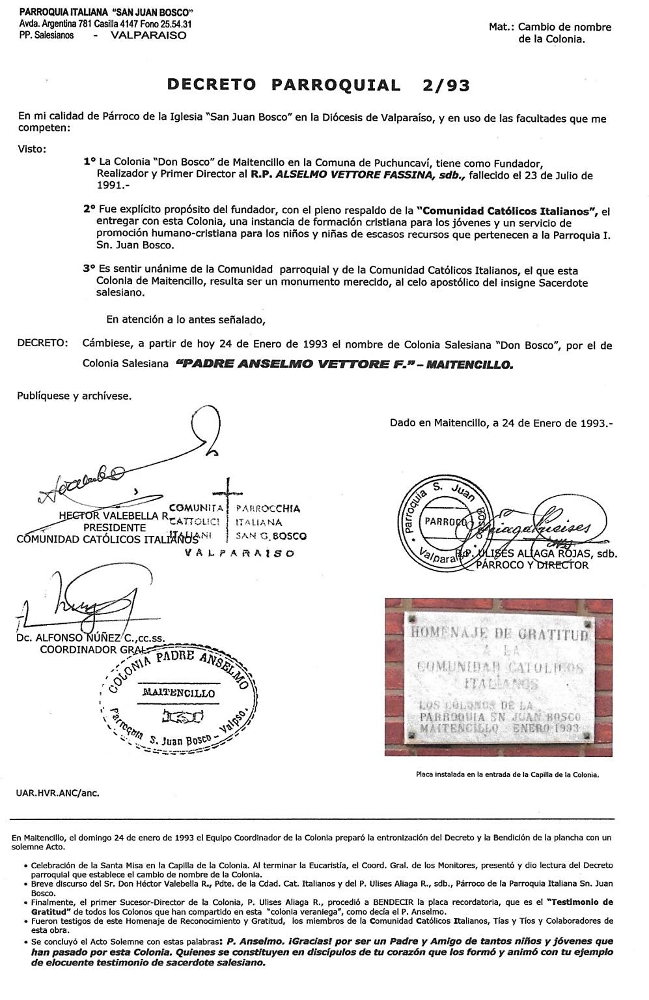 PARROQUIA ITALIANA "SAN JUAN BOSCO"
Avda. Argentina 781 Casilla 4147 Fono 25.54.31
PP. Salesianos - VALPARAISO
Mat.: Cambio de nombre
de la Colonia.
DECRETO PARROQUIAL 2/93
En mi calidad de Párroco de la Iglesia "San Juan Bosco" en la Diócesis de Valparaíso, y en uso de las facultades que me
competen:
Visto:
1º La Colonia "Don Bosco" de Maitencillo en la Comuna de Puchuncaví, tiene como Fundador,
Realizador y Primer Director al R.P. ALSELMO VETTORE FASSINA, sdb., fallecido el 23 de Julio de
1991.-
2º Fue explícito propósito del fundador, con el pleno respaldo de la "Comunidad Católicos Italianos", el
entregar con esta Colonia, una instancia de formación cristiana para los jóvenes y un servicio de
promoción humano-cristiana para los niños y niñas de escasos recursos que pertenecen a la Parroquia I.
Sn. Juan Bosco.
3º Es sentir unánime de la Comunidad parroquial y de la Comunidad Católicos Italianos, el que esta
Colonia de Maitencillo, resulta ser un monumento merecido, al celo apostólico del insigne Sacerdote
salesiano.
En atención a lo antes señalado,
DECRETO: Cámbiese, a partir de hoy 24 de Enero de 1993 el nombre de Colonia Salesiana "Don Bosco", por el de
Colonia Salesiana "PADRE ANSELMO VETTORE F." – MAITENCILLO.
Publíquese y archívese.
Dado en Maitencillo, a 24 de Enero de 1993.-
HECTOR VALEBELLA R.
PRESIDENTE
COMUNIDAD CATÓLICOS ITALIANOS
COMUNITA PARROCCHIA
CATTOLICI ITALIANA
ITALIANI SAN G. BOSCO
VALPARAISO
Parroquia S. Juan Bosco
PARROCO
Valparaiso
R.P. ULISES ALIAGA ROJAS, sdb.
PÁRROCO Y DIRECTOR
Dc. ALFONSO NÚÑEZ C.,cc.ss.
COORDINADOR GRAL.
COLONIA PADRE ANSELMO
MAITENCILLO
Parroquia S. Juan Bosco - Valpso.
HOMENAJE DE GRATITUD
A LA
COMUNIDAD CATOLICOS
ITALIANOS
LOS COLONOS DE LA
PARROQUIA SN JUAN BOSCO
MAITENCILLO ENERO 1993
Placa instalada en la entrada de la Capilla de la Colonia.
UAR.HVR.ANC/anc.
En Maitencillo, el domingo 24 de enero de 1993 el Equipo Coordinador de la Colonia preparó la entronización del Decreto y la Bendición de la plancha con un
solemne Acto.
• Celebración de la Santa Misa en la Capilla de la Colonia. Al terminar la Eucaristía, el Coord. Gral. de los Monitores, presentó y dio lectura del Decreto
parroquial que establece el cambio de nombre de la Colonia.
• Breve discurso del Sr. Don Héctor Valebella R., Pdte. de la Cdad. Cat. Italianos y del P. Ulises Aliaga R., sdb., Párroco de la Parroquia Italiana Sn. Juan
Bosco.
• Finalmente, el primer Sucesor-Director de la Colonia, P. Ulises Aliaga R., procedió a BENDECIR la placa recordatoria, que es el "Testimonio de
Gratitud" de todos los Colonos que han compartido en esta "colonia veraniega", como decía el P. Anselmo.
• Fueron testigos de este Homenaje de Reconocimiento y Gratitud, los miembros de la Comunidad Católicos Italianos, Tías y Tíos y Colaboradores de
esta obra.
• Se concluyó el Acto Solemne con estas palabras: P. Anselmo. ¡Gracias! por ser un Padre y Amigo de tantos niños y jóvenes que
han pasado por esta Colonia. Quienes se constituyen en discípulos de tu corazón que los formó y animó con tu ejemplo
de elocuente testimonio de sacerdote salesiano.